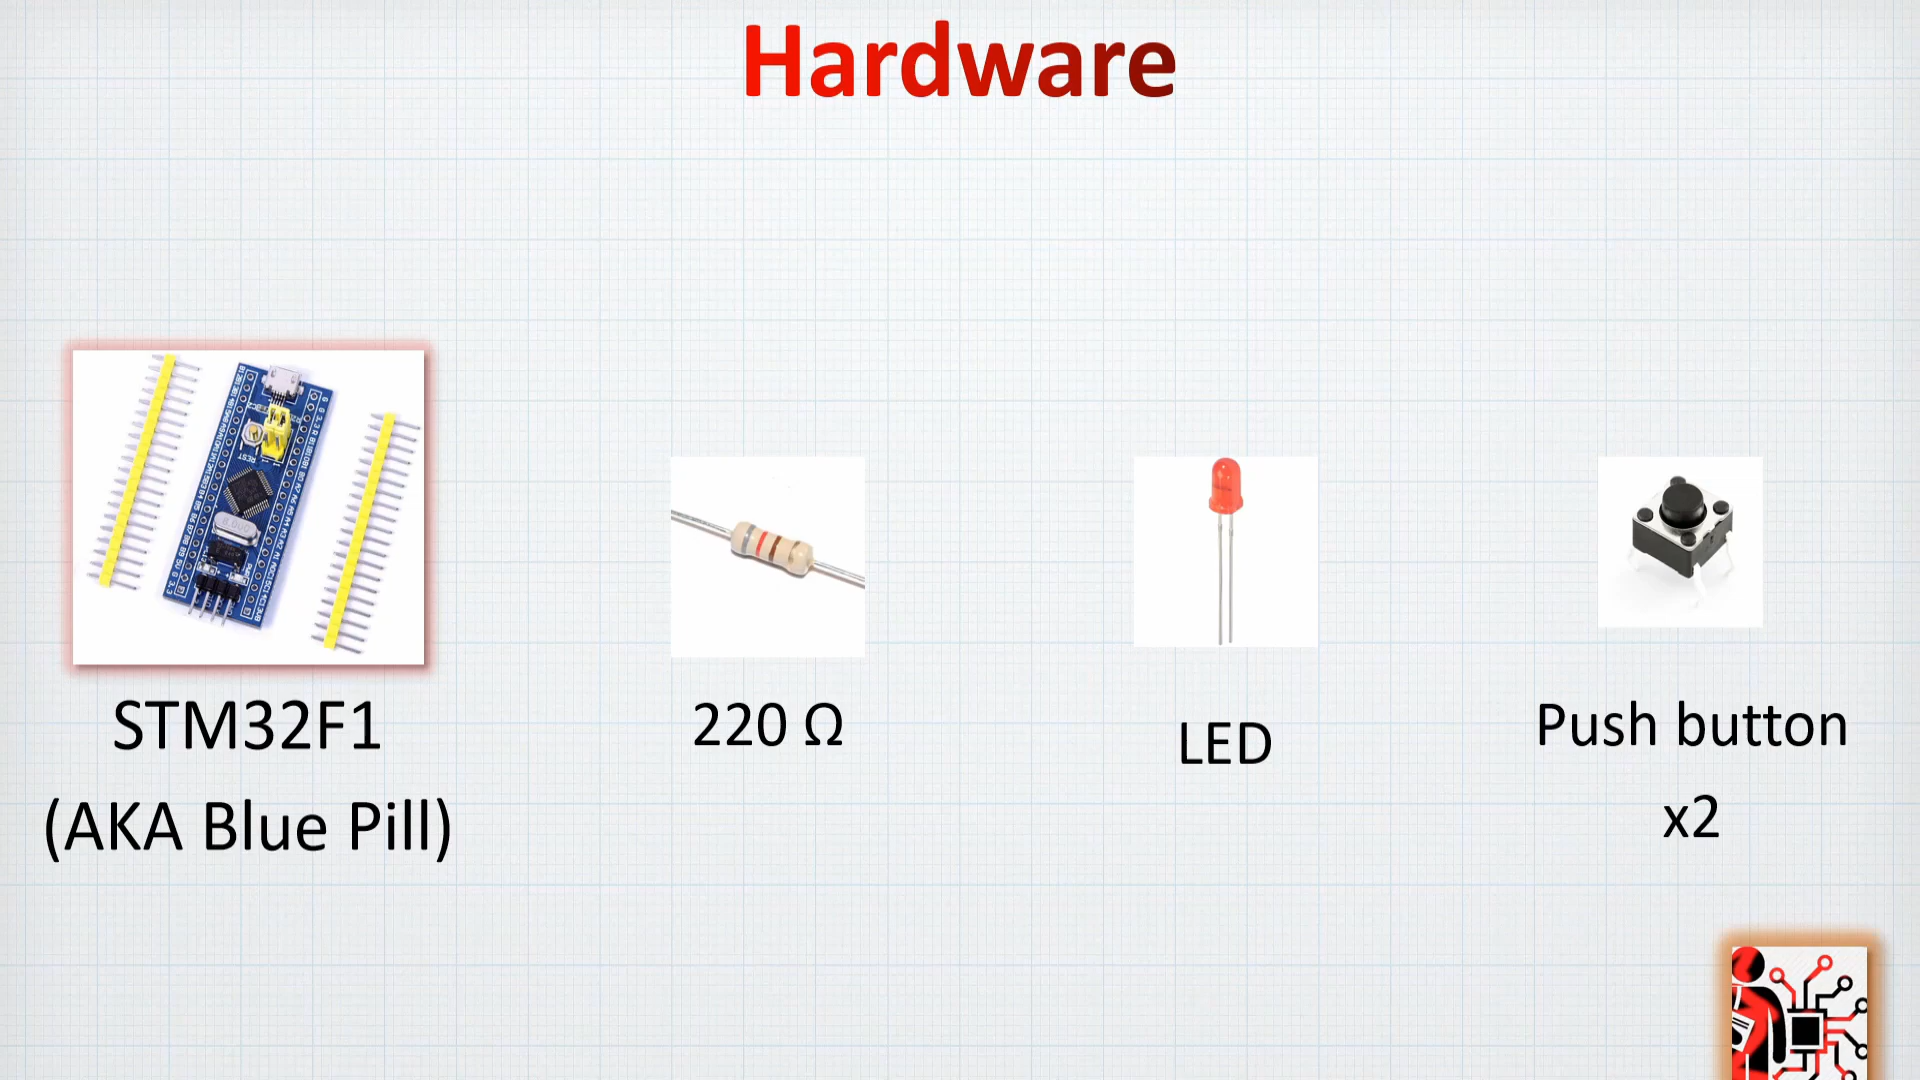 Hardware
STM32F1
(AKA Blue Pill)
220 Ω
LED
Push button
x2